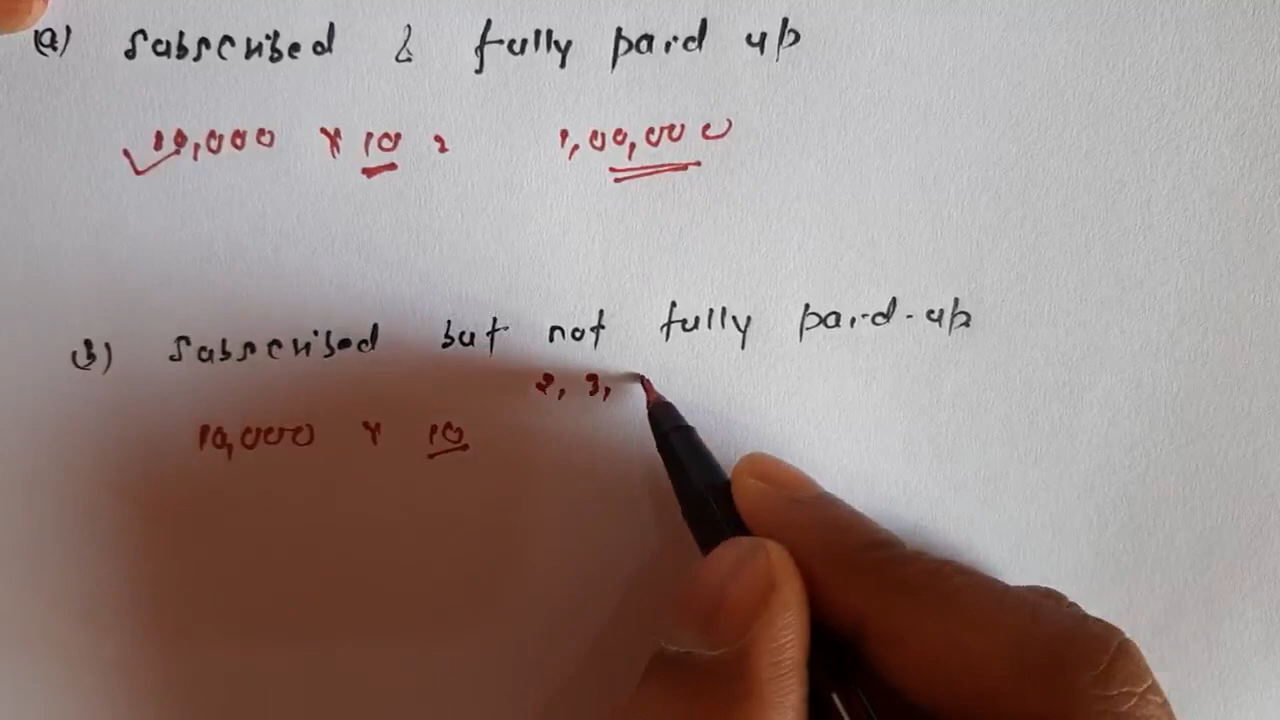 (a) Subscribed & fully paid up
10,000 x 10 = 1,00,000
(b) Subscribed but not fully paid-up
2, 3,
10,000 x 10